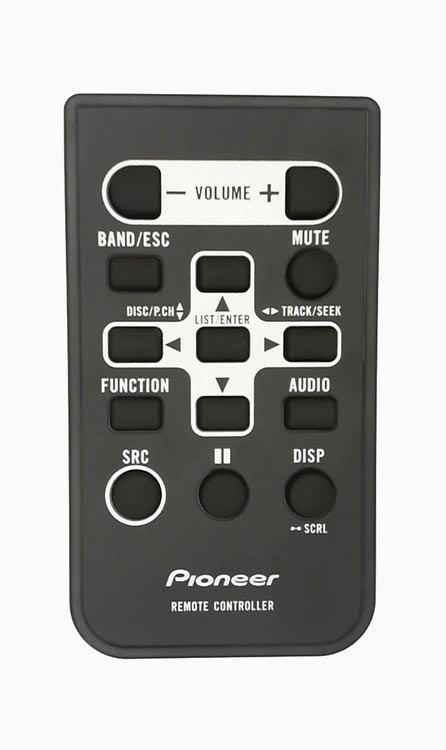 − VOLUME +
BAND/ESC MUTE
DISC/P.CH TRACK/SEEK
LIST/ENTER
FUNCTION AUDIO
SRC DISP
SCRL
Pioneer
REMOTE CONTROLLER